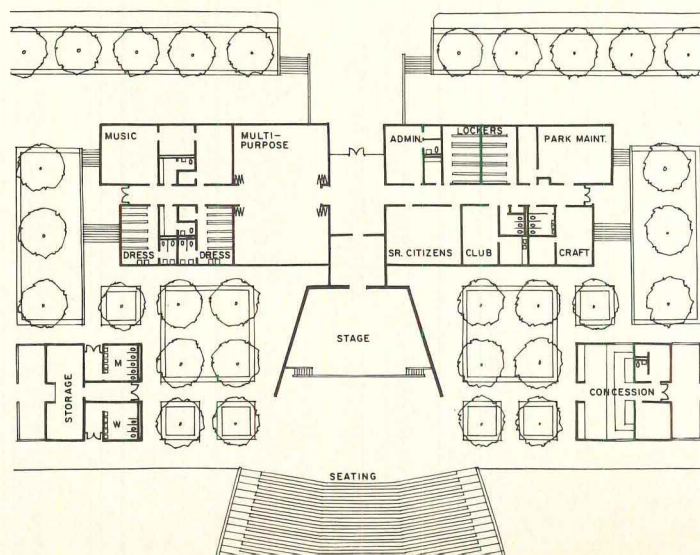 MUSIC
MULTI-
PURPOSE
ADMIN.
LOCKERS
PARK MAINT.
DRESS
DRESS
SR. CITIZENS
CLUB
CRAFT
STAGE
STORAGE
M
W
CONCESSION
SEATING